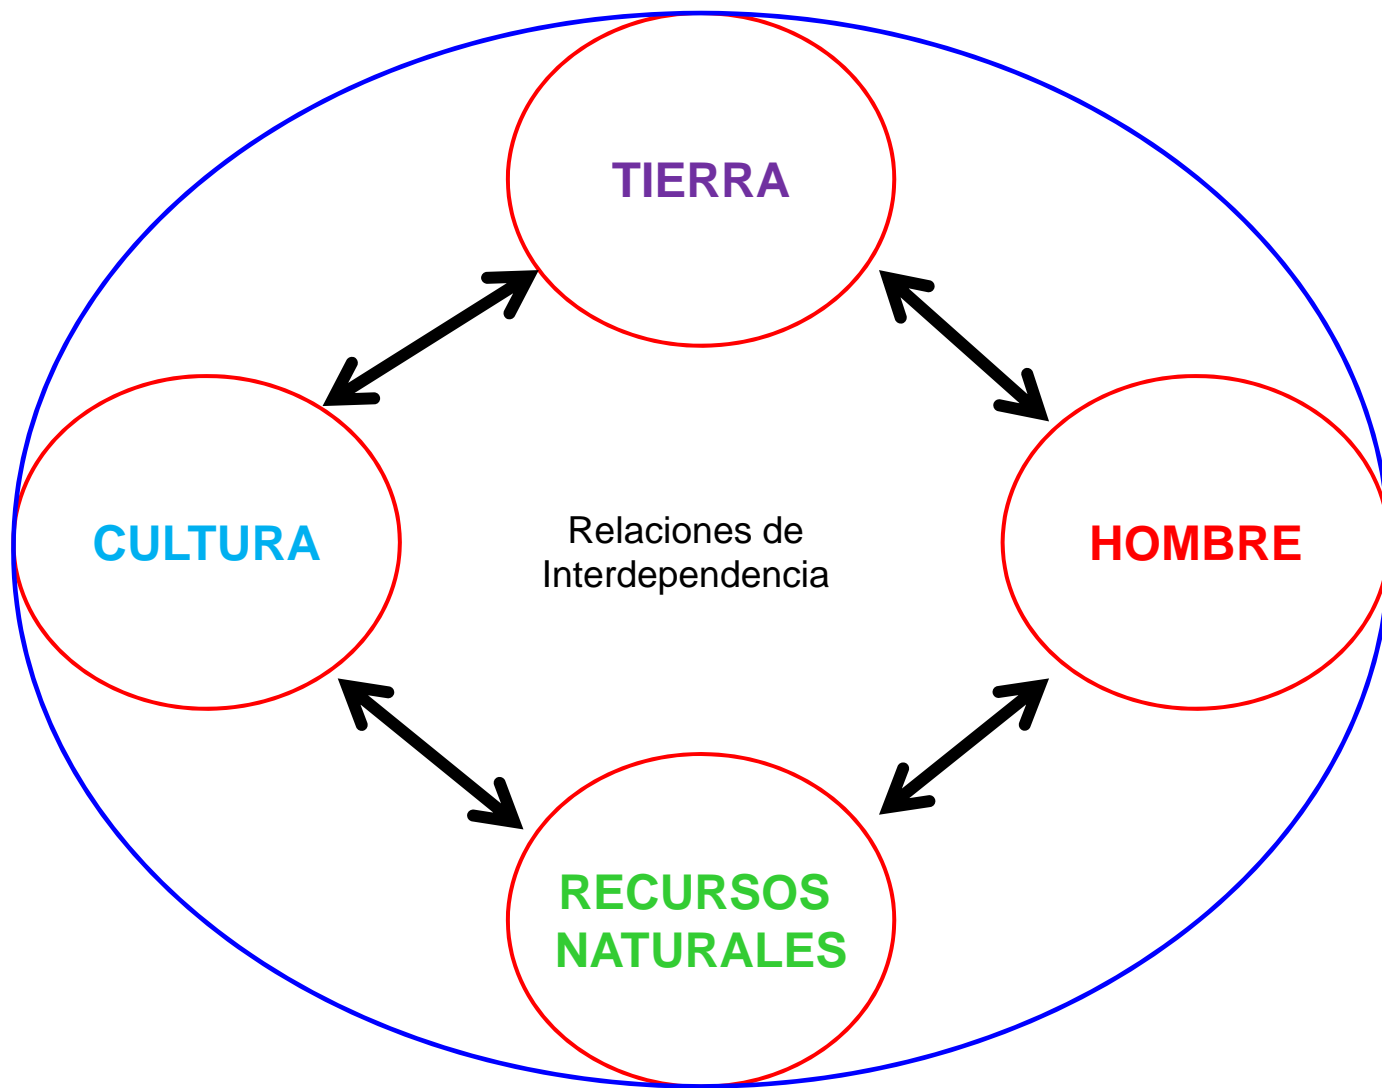 TIERRA
CULTURA
Relaciones de
Interdependencia
HOMBRE
RECURSOS
NATURALES